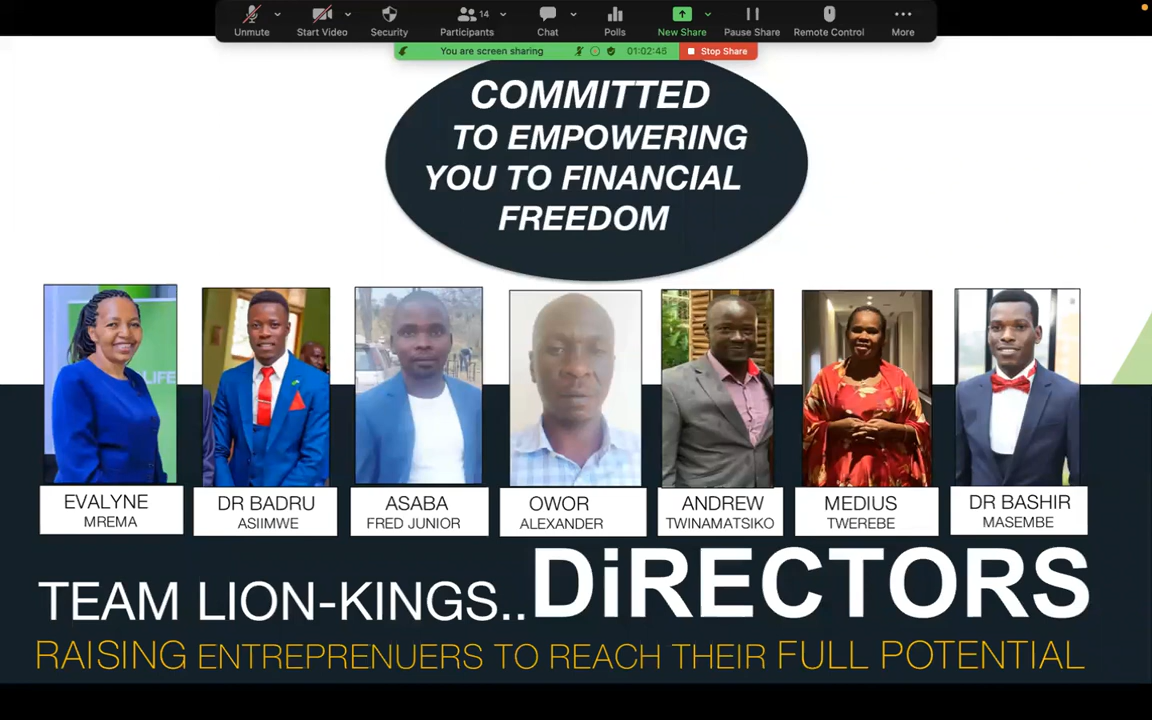 Unmute
Start Video
Security
14
Participants
Chat
Polls
New Share
Pause Share
Remote Control
More
You are screen sharing
01:02:45
Stop Share
COMMITTED
TO EMPOWERING
YOU TO FINANCIAL
FREEDOM
LIFE
EVALYNE
MREMA
DR BADRU
ASIIMWE
ASABA
FRED JUNIOR
OWOR
ALEXANDER
ANDREW
TWINAMATSIKO
MEDIUS
TWEREBE
DR BASHIR
MASEMBE
TEAM LION-KINGS..DiRECTORS
RAISING ENTREPRENUERS TO REACH THEIR FULL POTENTIAL